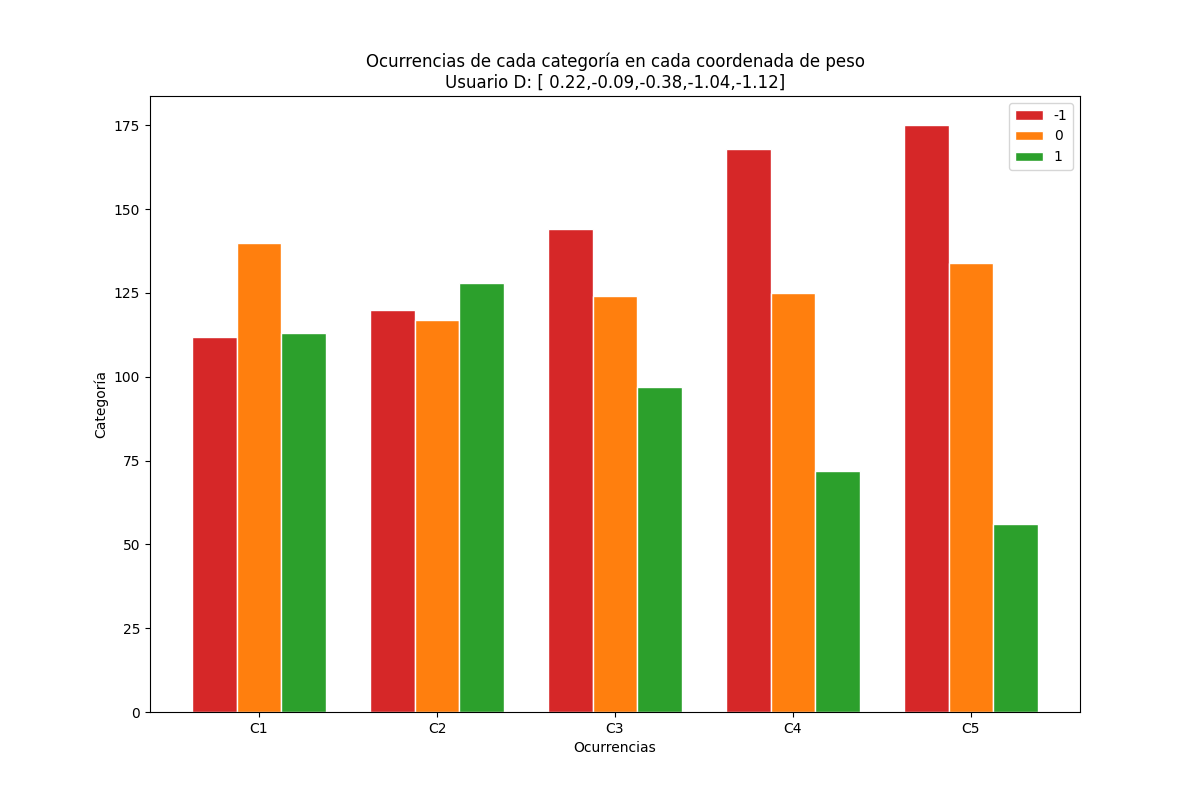 Ocurrencias de cada categoría en cada coordenada de peso
Usuario D: [ 0.22,-0.09,-0.38,-1.04,-1.12]
-1
0
1
175
150
125
100
75
50
25
0
Categoría
C1 C2 C3 C4 C5
Ocurrencias